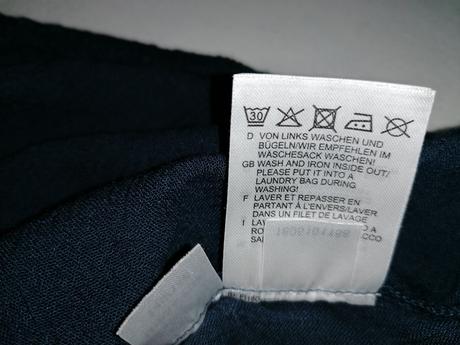 30
D VON LINKS WASCHEN UND
BÜGELN/WIR EMPFEHLEN IM
WÄSCHESACK WASCHEN!
GB WASH AND IRON INSIDE OUT/
PLEASE PUT IT INTO A
LAUNDRY BAG DURING
WASHING!
F LAVER ET REPASSER EN
PARTANT À L'ENVERS/LAVER
DANS UN FILET DE LAVAGE
I